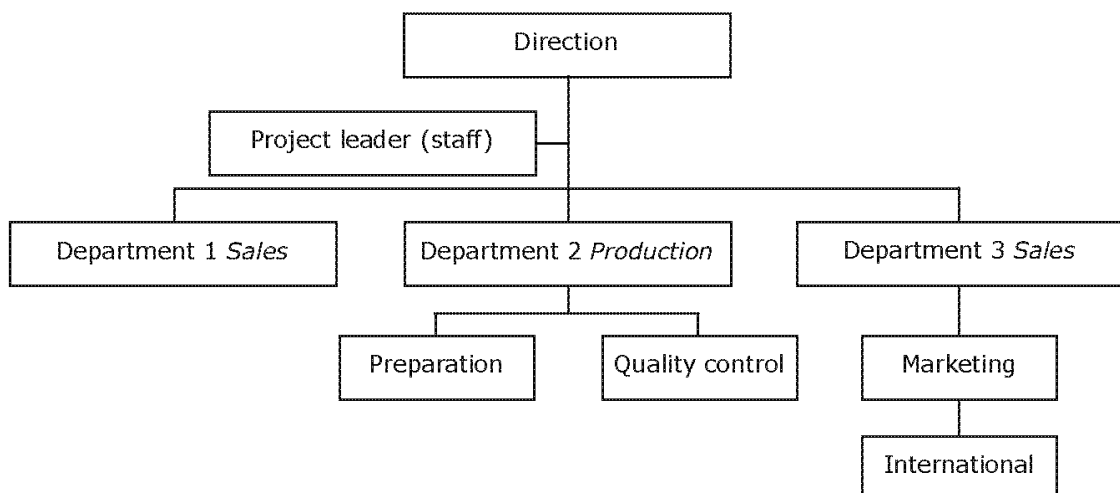 Direction
Project leader (staff)
Department 1 Sales
Department 2 Production
Department 3 Sales
Preparation
Quality control
Marketing
International